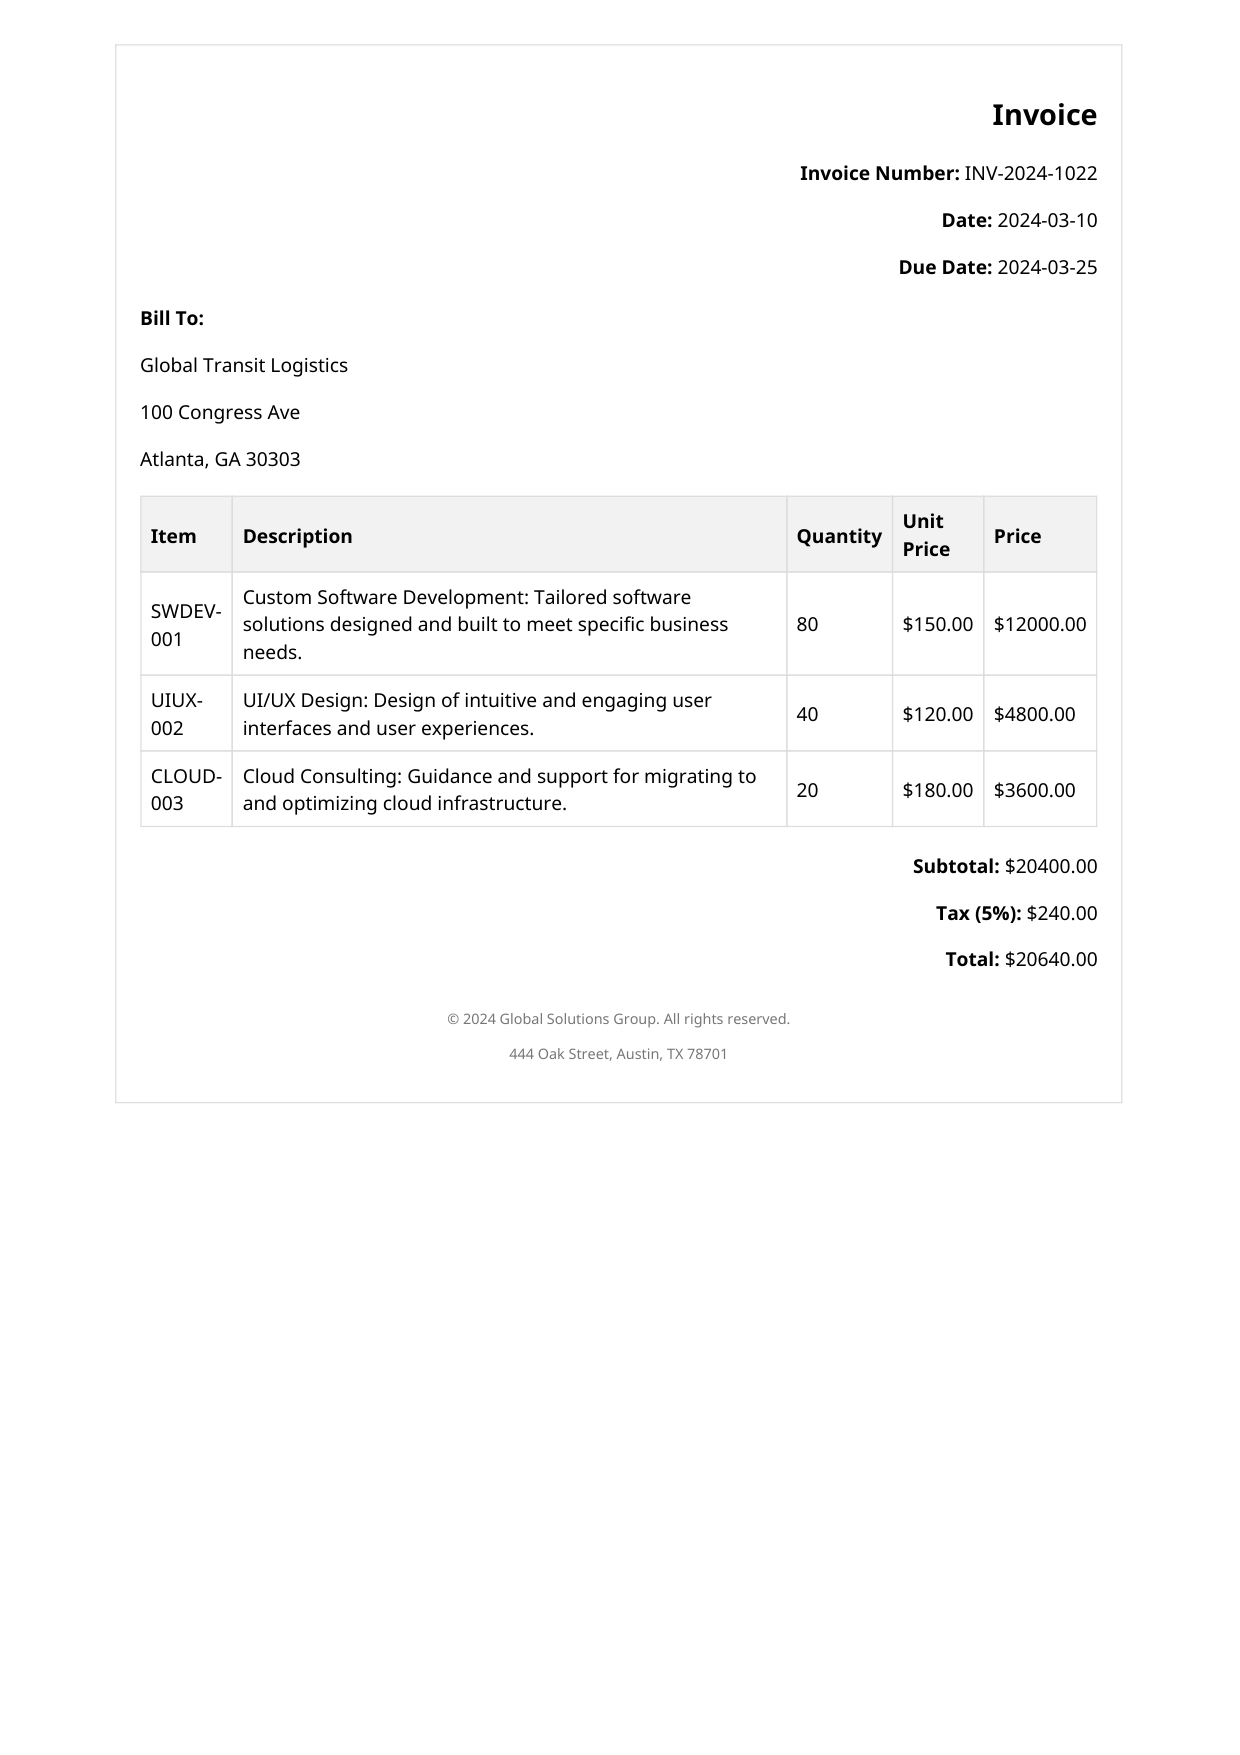 Invoice
Invoice Number: INV-2024-1022
Date: 2024-03-10
Due Date: 2024-03-25
Bill To:
Global Transit Logistics
100 Congress Ave
Atlanta, GA 30303
Item Description Quantity Unit Price Price
SWDEV-001 Custom Software Development: Tailored software solutions designed and built to meet specific business needs. 80 $150.00 $12000.00
UIUX-002 UI/UX Design: Design of intuitive and engaging user interfaces and user experiences. 40 $120.00 $4800.00
CLOUD-003 Cloud Consulting: Guidance and support for migrating to and optimizing cloud infrastructure. 20 $180.00 $3600.00
Subtotal: $20400.00
Tax (5%): $240.00
Total: $20640.00
© 2024 Global Solutions Group. All rights reserved.
444 Oak Street, Austin, TX 78701